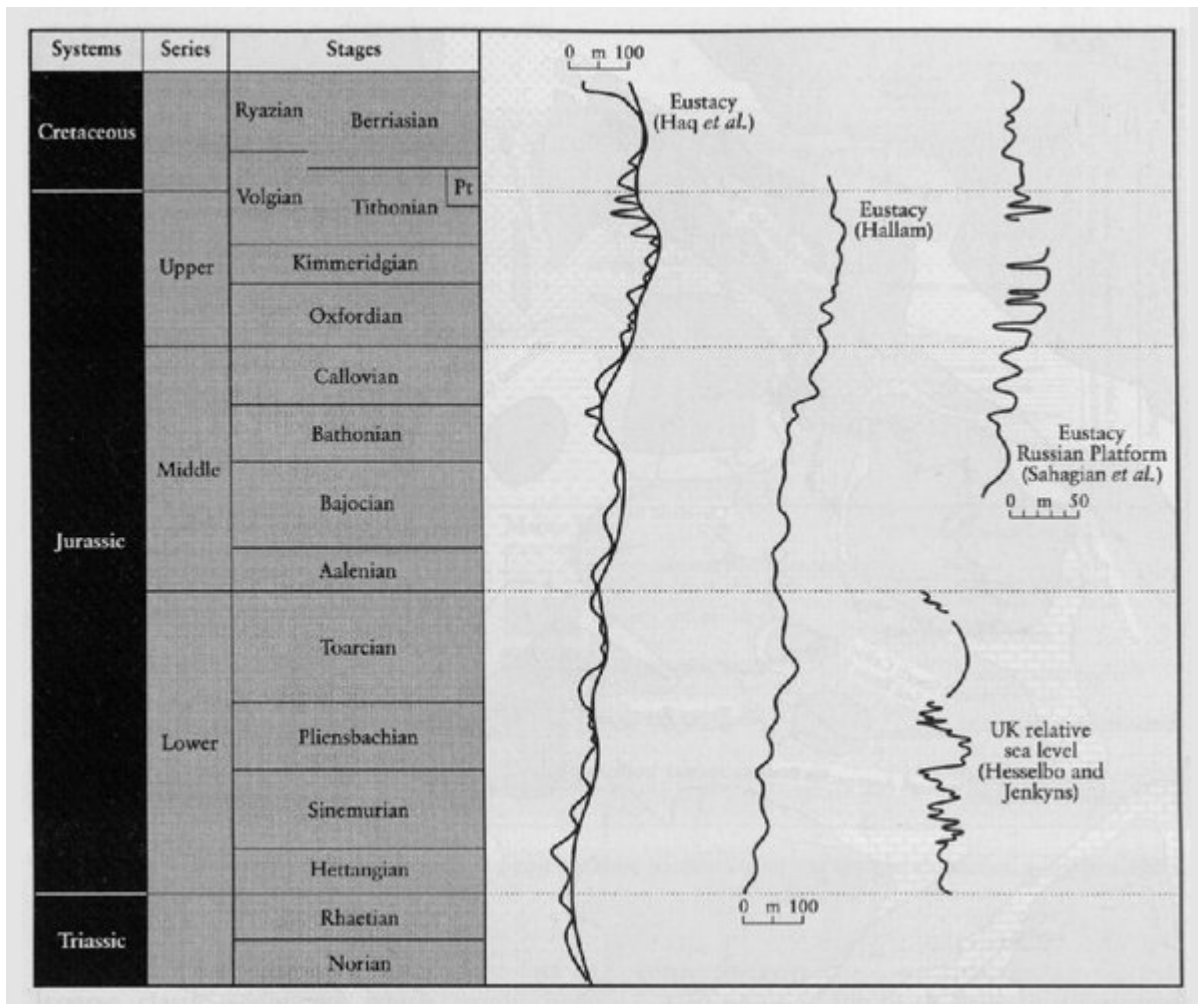 Systems
Series
Stages
0 m 100
Cretaceous
Ryazian
Berriasian
Eustacy
(Haq et al.)
Volgian
Pt
Tithonian
Eustacy
(Hallam)
Upper
Kimmeridgian
Oxfordian
Callovian
Bathonian
Middle
Eustacy
Russian Platform
(Sahagian et al.)
Bajocian
0 m 50
Jurassic
Aalenian
Toarcian
Lower
Pliensbachian
UK relative
sea level
(Hesselbo and
Jenkyns)
Sinemurian
Hettangian
0 m 100
Rhaetian
Triassic
Norian